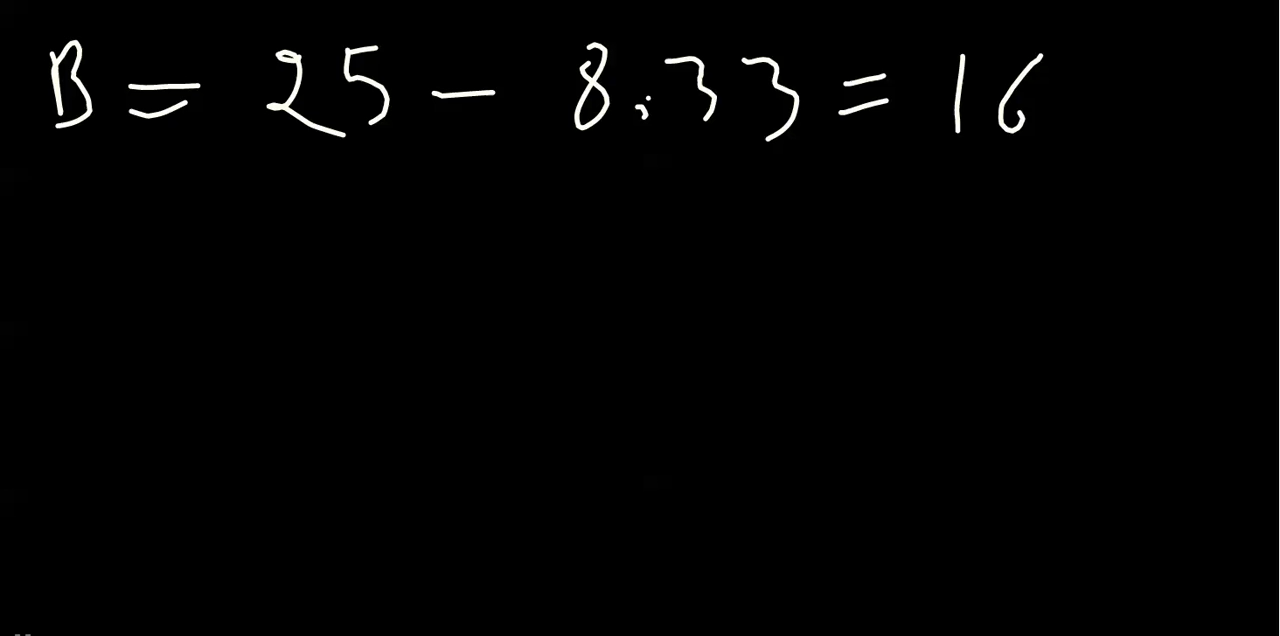 B = 25 - 8.33 = 16